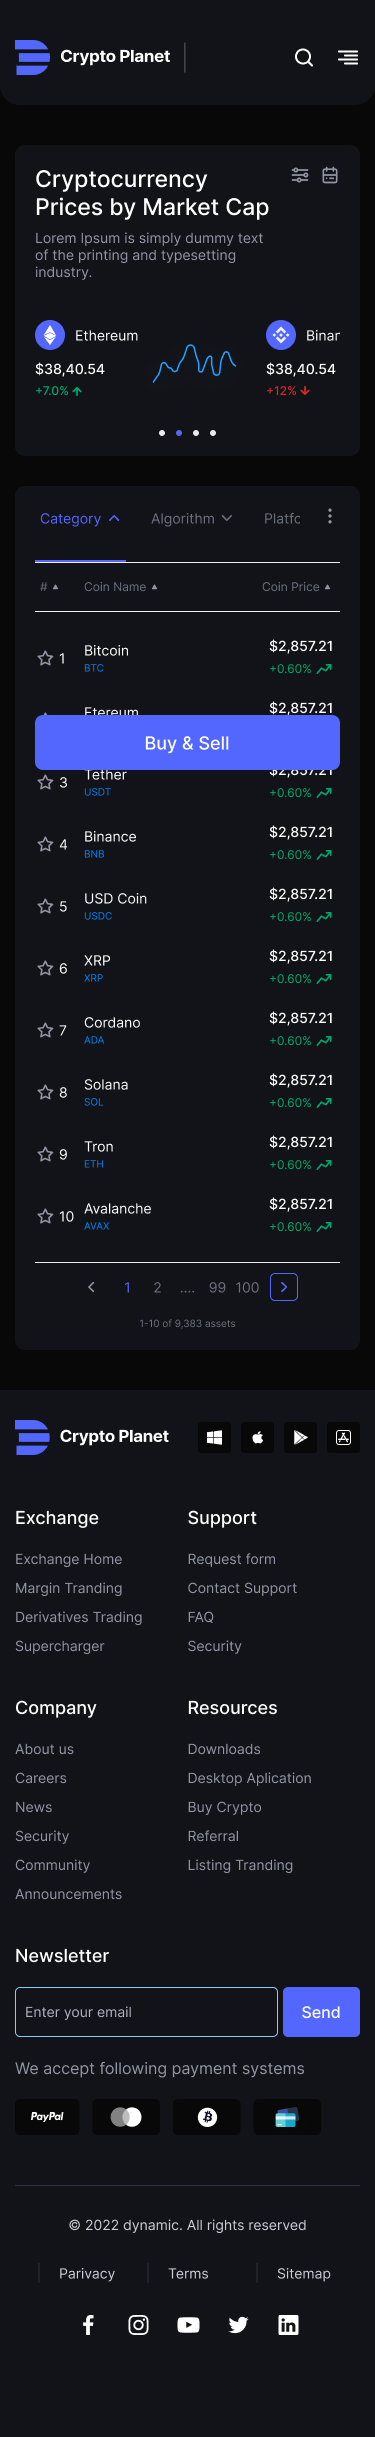 Crypto Planet
Cryptocurrency
Prices by Market Cap
Lorem Ipsum is simply dummy text
of the printing and typesetting
industry.
Ethereum
Binan
$38,40.54
$38,40.54
+7.0%
+12%
Category
Algorithm
Platfo
#
Coin Name
Coin Price
1
Bitcoin
$2,857.21
BTC
+0.60%
Etereum
$2,857.21
Buy & Sell
3
Tether
$2,857.21
USDT
+0.60%
4
Binance
$2,857.21
BNB
+0.60%
5
USD Coin
$2,857.21
USDC
+0.60%
6
XRP
$2,857.21
XRP
+0.60%
7
Cordano
$2,857.21
ADA
+0.60%
8
Solana
$2,857.21
SOL
+0.60%
9
Tron
$2,857.21
ETH
+0.60%
10
Avalanche
$2,857.21
AVAX
+0.60%
1 2 .... 99 100
1-10 of 9,383 assets
Crypto Planet
Exchange
Exchange Home
Margin Tranding
Derivatives Trading
Supercharger
Support
Request form
Contact Support
FAQ
Security
Company
About us
Careers
News
Security
Community
Announcements
Resources
Downloads
Desktop Aplication
Buy Crypto
Referral
Listing Tranding
Newsletter
Enter your email
Send
We accept following payment systems
PayPal
© 2022 dynamic. All rights reserved
Parivacy
Terms
Sitemap